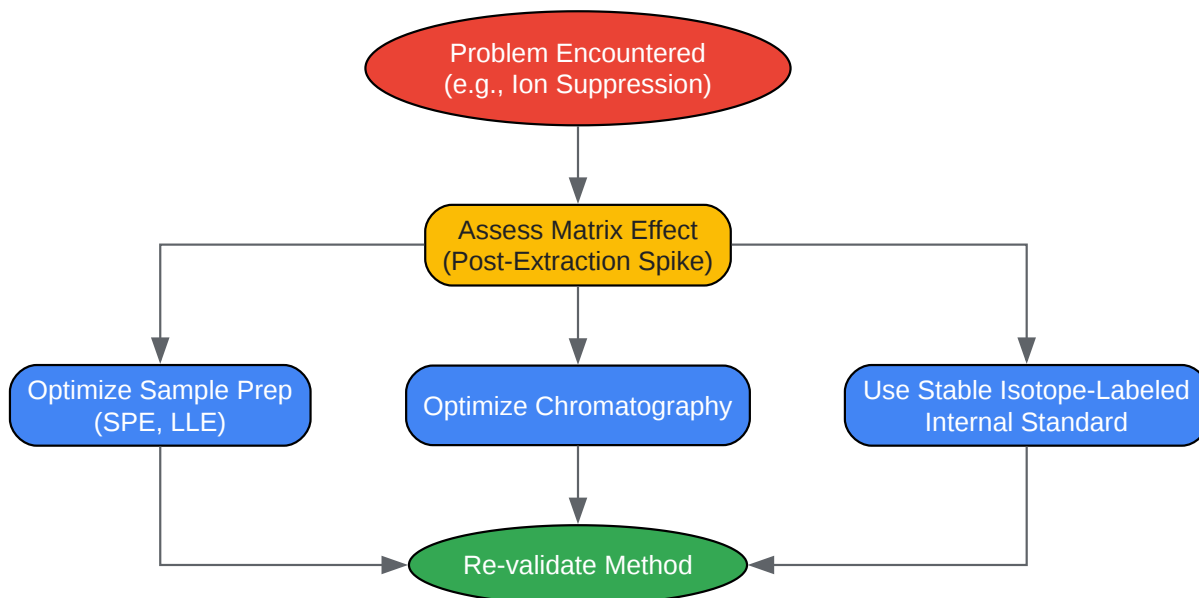 Problem Encountered
(e.g., Ion Suppression)
Assess Matrix Effect
(Post-Extraction Spike)
Optimize Sample Prep
(SPE, LLE)
Optimize Chromatography
Use Stable Isotope-Labeled
Internal Standard
Re-validate Method